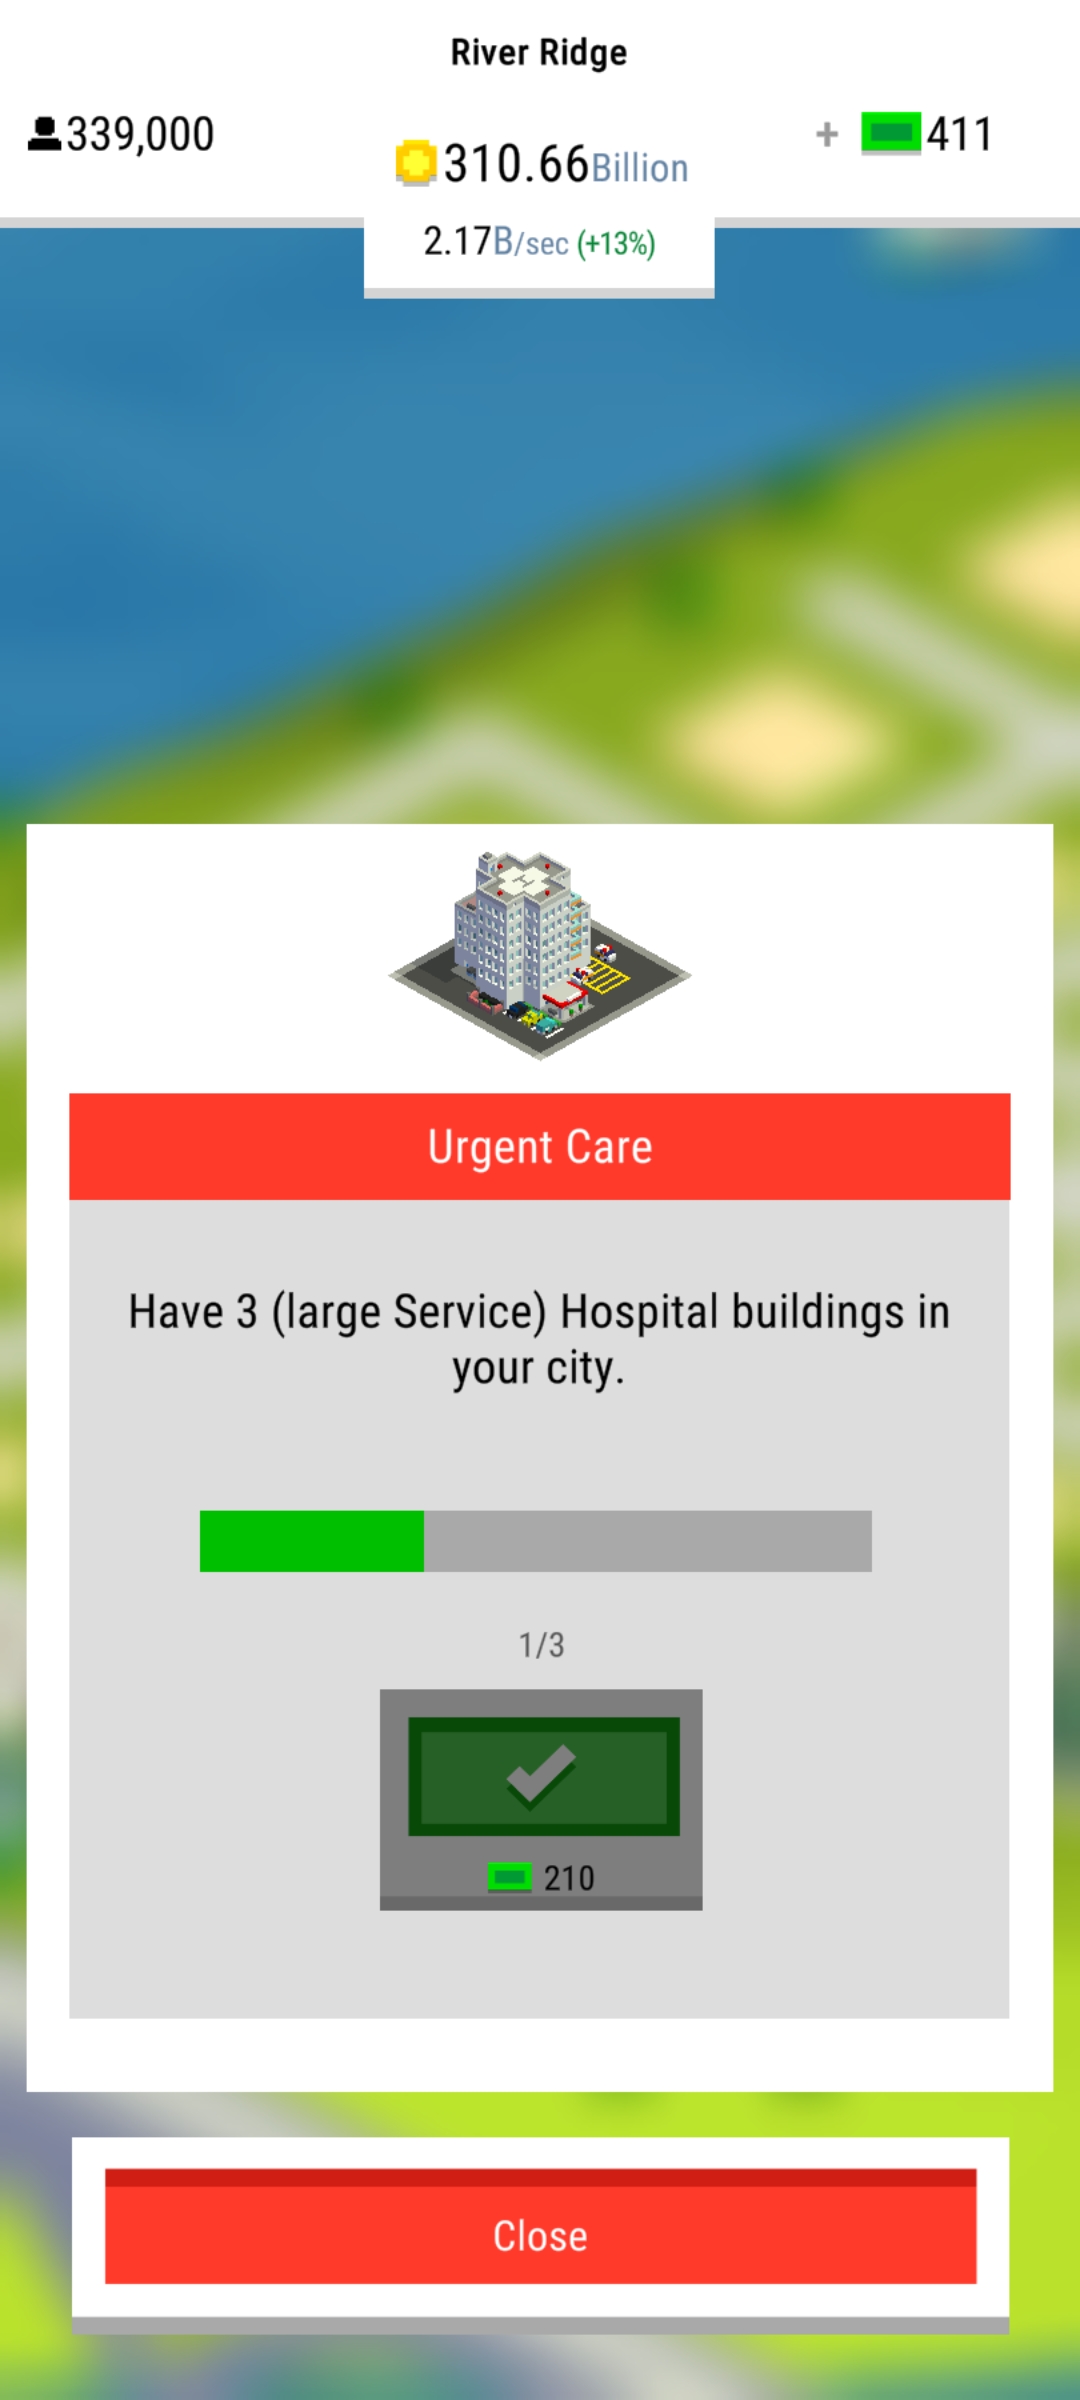 River Ridge
339,000
310.66Billion
+ 411
2.17B/sec (+13%)
Urgent Care
Have 3 (large Service) Hospital buildings in
your city.
1/3
210
Close